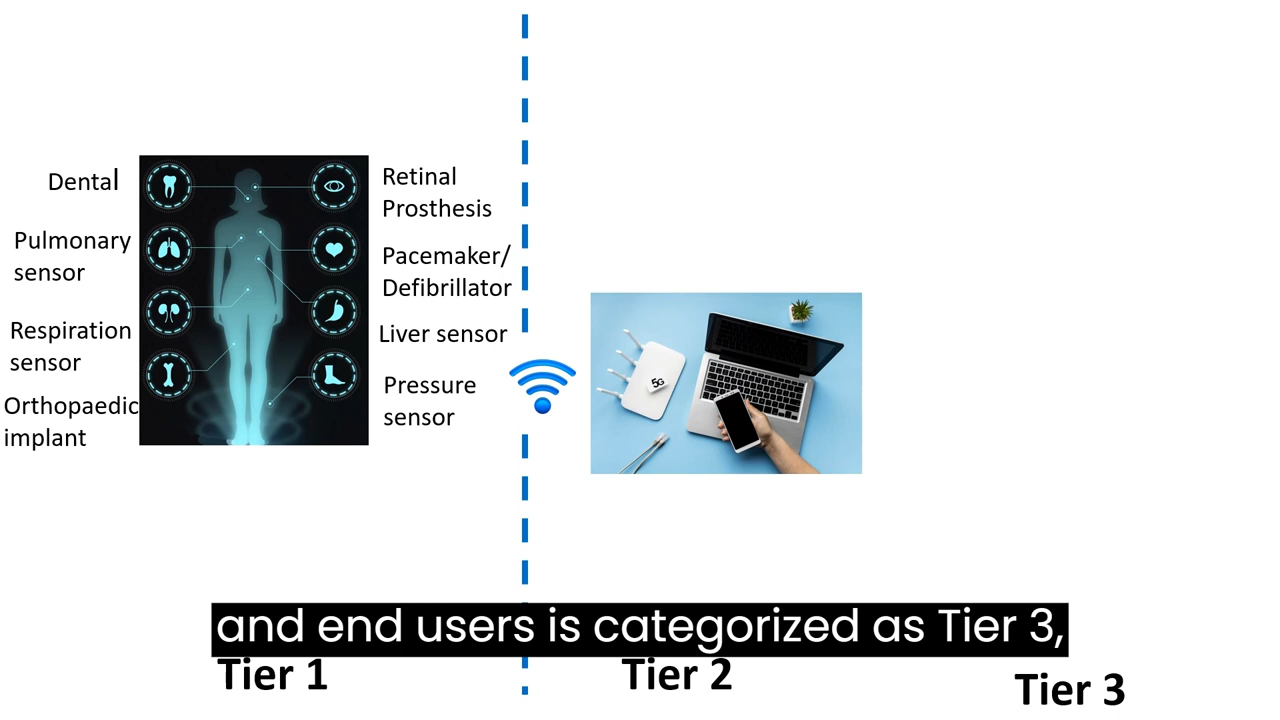 Dental
Pulmonary
sensor
Respiration
sensor
Orthopaedic
implant
Retinal
Prosthesis
Pacemaker/
Defibrillator
Liver sensor
Pressure
sensor
5G
and end users is categorized as Tier 3,
Tier 1
Tier 2
Tier 3